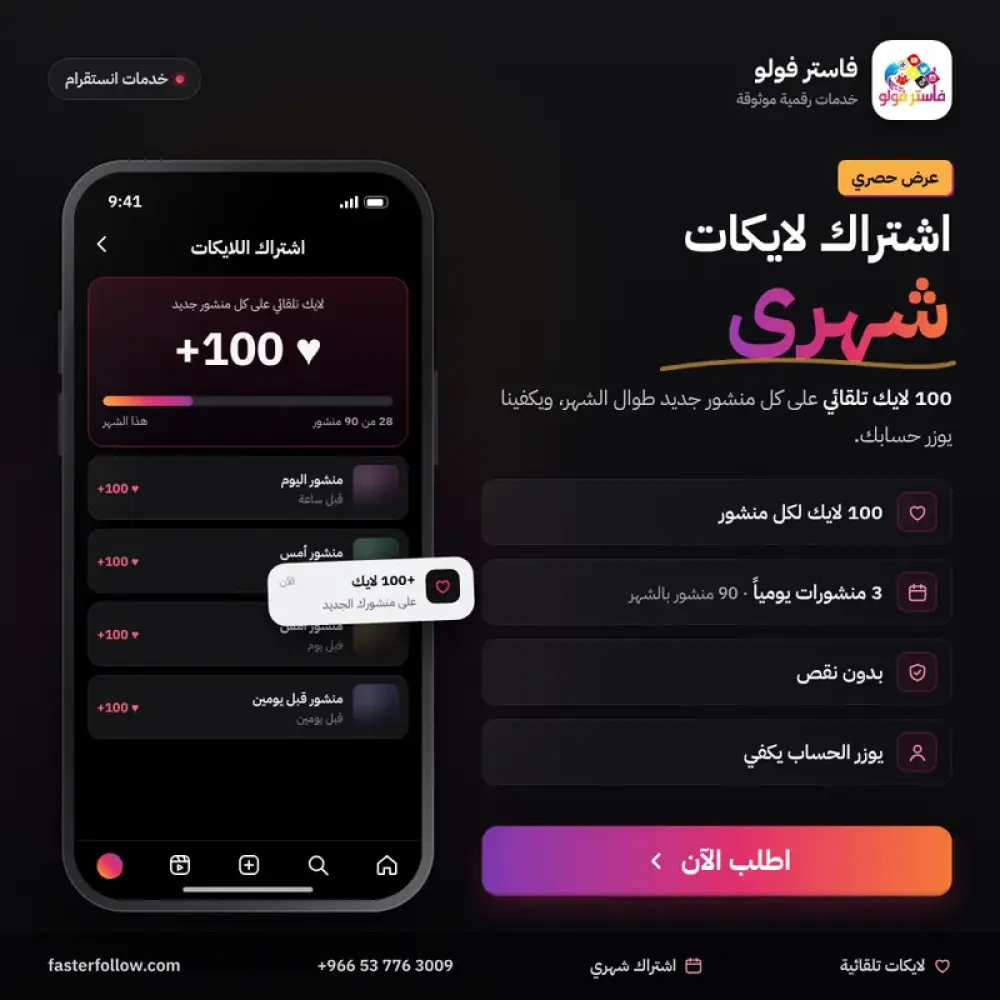 فاستر فولو
فاستر فولو
خدمات رقمية موثوقة
خدمات انستقرام
عرض حصري
اشتراك لايكات
شهري
100 لايك تلقائي على كل منشور جديد طوال الشهر، ويكفينا
يوزر حسابك.
100 لايك لكل منشور
3 منشورات يومياً · 90 منشور بالشهر
بدون نقص
يوزر الحساب يكفي
اطلب الآن
9:41
اشتراك اللايكات
لايك تلقائي على كل منشور جديد
+100 ♥
28 من 90 منشور
هذا الشهر
منشور اليوم
قبل ساعة
+100 ♥
منشور أمس
+100 ♥
+100 لايك
الآن
على منشورك الجديد
منشور أمس
قبل يوم
+100 ♥
منشور قبل يومين
قبل يومين
+100 ♥
لايكات تلقائية
اشتراك شهري
+966 53 776 3009
fasterfollow.com